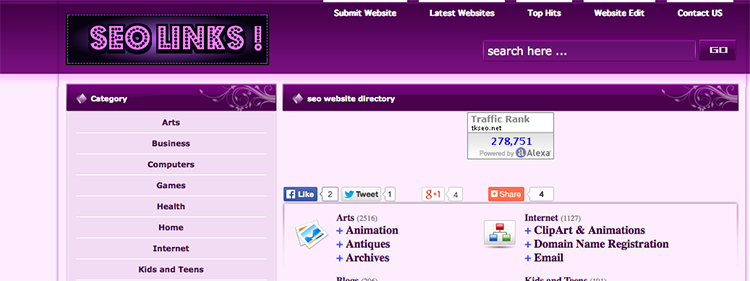 Submit Website
Latest Websites
Top Hits
Website Edit
Contact US
SEO LINKS !
search here ...
GO
Category
seo website directory
Arts
Business
Computers
Games
Health
Home
Internet
Kids and Teens
Traffic Rank
tkseo.net
278,751
Powered by Alexa
Like 2
Tweet 1
g+1 4
Share 4
Arts (2516)
+ Animation
+ Antiques
+ Archives
Internet (1127)
+ ClipArt & Animations
+ Domain Name Registration
+ Email
Blogs
Kids and Teens